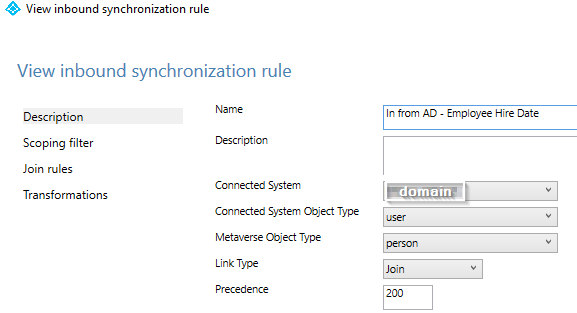 View inbound synchronization rule
View inbound synchronization rule
Description
Scoping filter
Join rules
Transformations
Name
In from AD - Employee Hire Date
Description
Connected System
domain
Connected System Object Type
user
Metaverse Object Type
person
Link Type
Join
Precedence
200